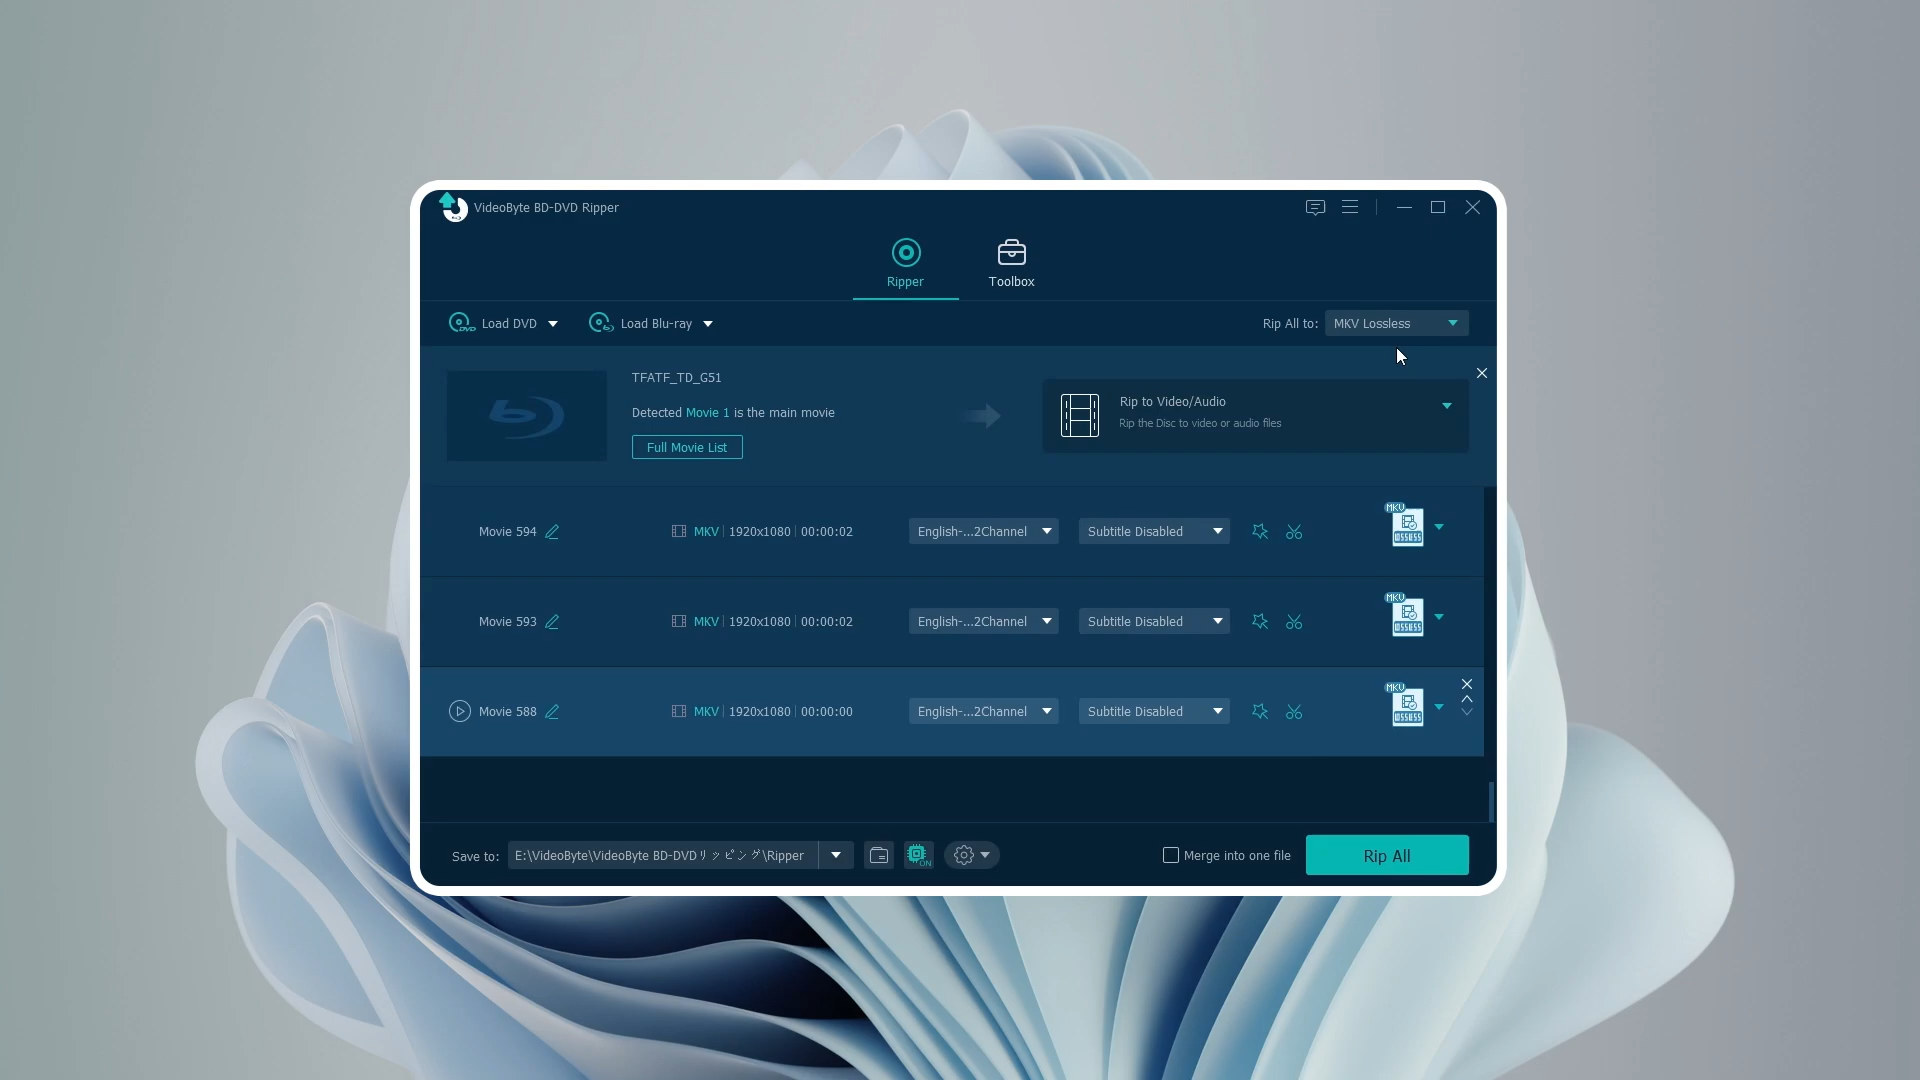 VideoByte BD-DVD Ripper
Ripper
Toolbox
Load DVD
Load Blu-ray
Rip All to:
MKV Lossless
TFATF_TD_G51
Detected Movie 1 is the main movie
Full Movie List
Rip to Video/Audio
Rip the Disc to video or audio files
Movie 594
MKV
1920x1080
00:00:02
English-...2Channel
Subtitle Disabled
MKV
Movie 593
MKV
1920x1080
00:00:02
English-...2Channel
Subtitle Disabled
MKV
Movie 588
MKV
1920x1080
00:00:00
English-...2Channel
Subtitle Disabled
MKV
Save to:
E:\VideoByte\VideoByte BD-DVDリッピング\Ripper
ON
Merge into one file
Rip All